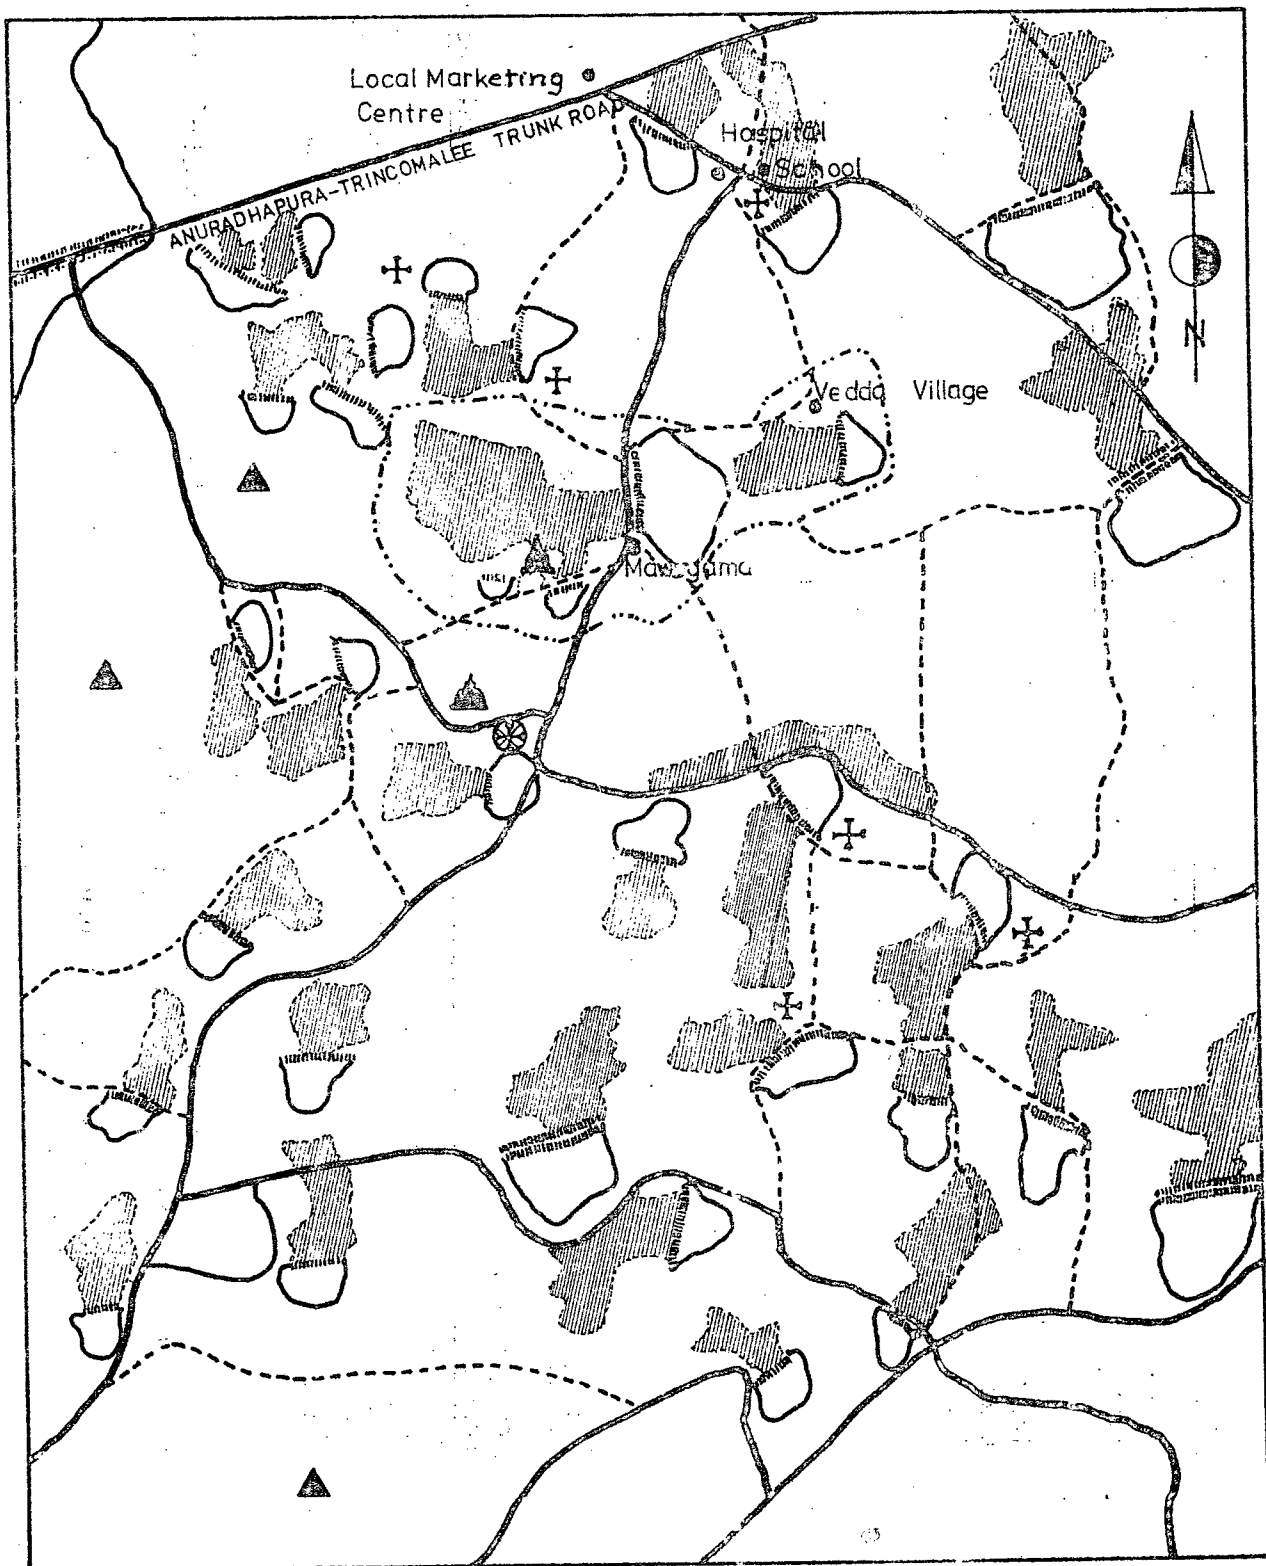 Local Marketing
Centre
ANURADHAPURA-TRINCOMALEE TRUNK ROAD
Hospital
School
N
Vedda Village